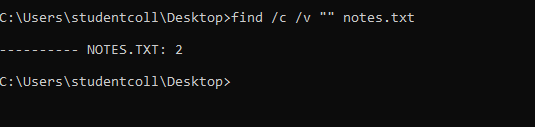 C:\Users\studentcoll\Desktop>find /c /v "" notes.txt
---------- NOTES.TXT: 2
C:\Users\studentcoll\Desktop>